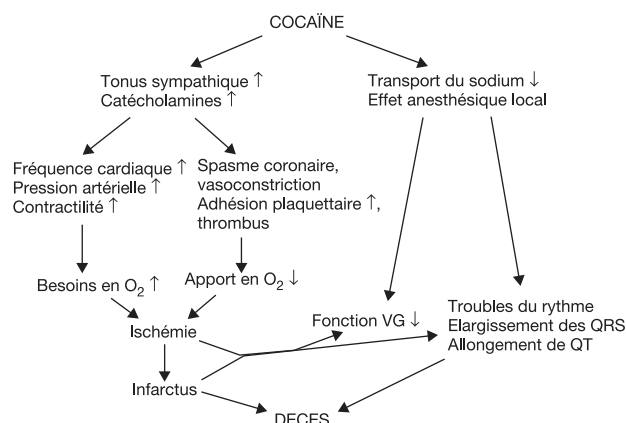 COCAÏNE
Tonus sympathique ↑
Catécholamines ↑
Transport du sodium ↓
Effet anesthésique local
Fréquence cardiaque ↑
Pression artérielle ↑
Contractilité ↑
Spasme coronaire,
vasoconstriction
Adhésion plaquettaire ↑,
thrombus
Besoins en O₂ ↑
Apport en O₂ ↓
Ischémie
Fonction VG ↓
Troubles du rythme
Elargissement des QRS
Allongement de QT
Infarctus
DECES